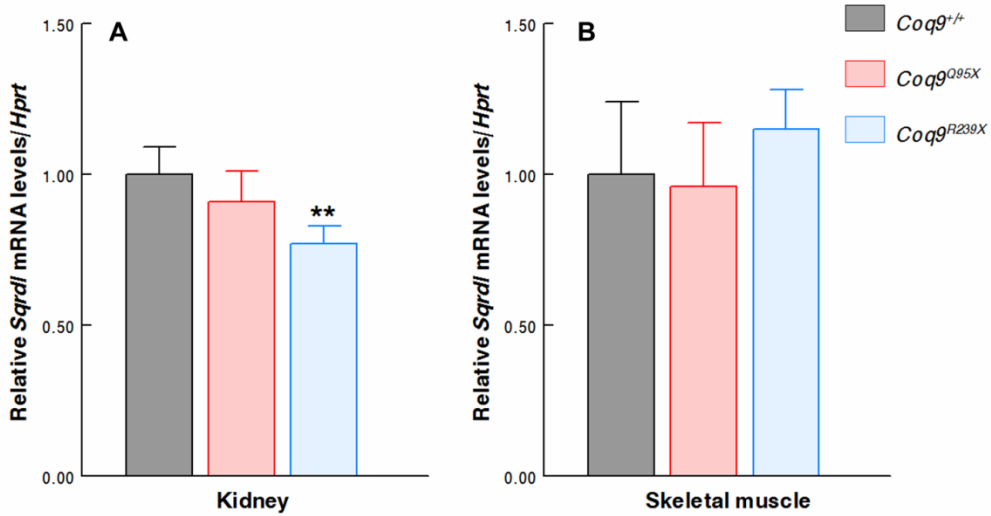 A
B
Coq9+/+
Coq9Q95X
Coq9R239X
Relative Sqrdl mRNA levels/Hprt
1.50
1.00
0.50
0.00
**
Kidney
Relative Sqrdl mRNA levels/Hprt
1.50
1.00
0.50
0.00
Skeletal muscle